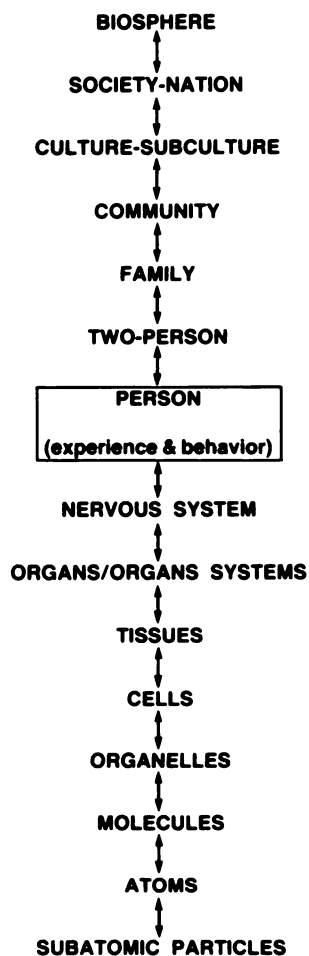 BIOSPHERE
SOCIETY-NATION
CULTURE-SUBCULTURE
COMMUNITY
FAMILY
TWO-PERSON
PERSON
(experience & behavior)
NERVOUS SYSTEM
ORGANS/ORGANS SYSTEMS
TISSUES
CELLS
ORGANELLES
MOLECULES
ATOMS
SUBATOMIC PARTICLES